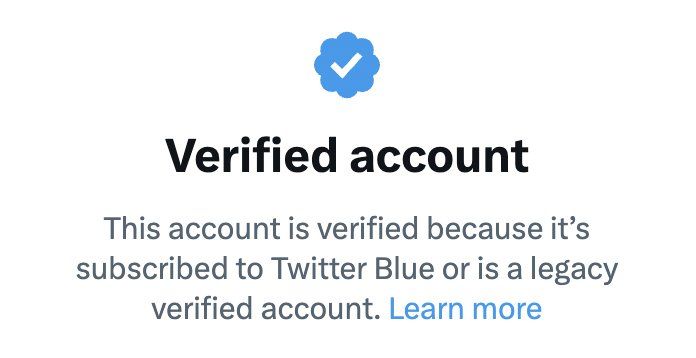 Verified account
This account is verified because it’s
subscribed to Twitter Blue or is a legacy
verified account. Learn more